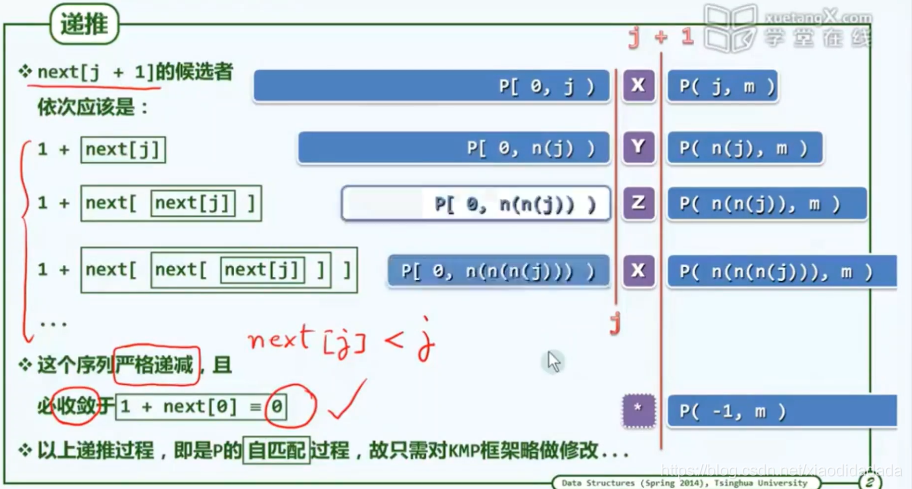 递推
xuetangX.com
学堂在线
j + 1
❖ next[j + 1]的候选者
依次应该是：
P[ 0, j ) X P( j, m )
1 + next[j] P[ 0, n(j) ) Y P( n(j), m )
1 + next[ next[j] ] P[ 0, n(n(j)) ) Z P( n(n(j)), m )
1 + next[ next[ next[j] ] ] P[ 0, n(n(n(j))) ) X P( n(n(n(j))), m )
...
j
next[j] < j
❖ 这个序列严格递减，且
必收敛于 1 + next[0] ≡ 0
* P( -1, m )
❖ 以上递推过程，即是P的自匹配过程，故只需对KMP框架略做修改...
https://blog.csdn.net/xiaodidadada
Data Structures (Spring 2014), Tsinghua University
2